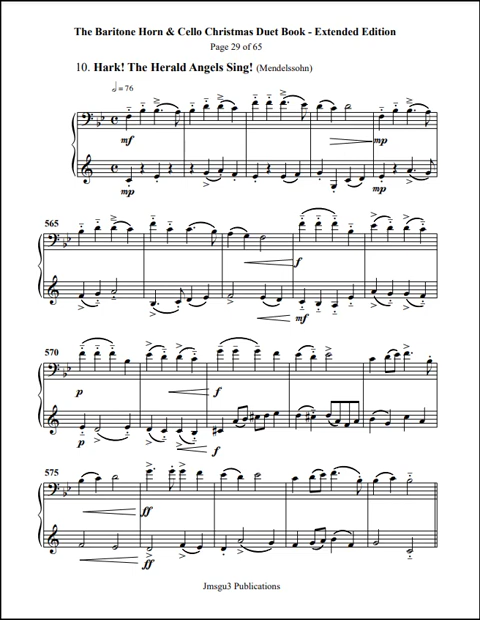 The Baritone Horn & Cello Christmas Duet Book - Extended Edition
Page 29 of 65
10. Hark! The Herald Angels Sing! (Mendelssohn)
= 76
mf
mp
mp
mp
565
f
mf
570
p
f
p
f
575
ff
ff
Jmsgu3 Publications